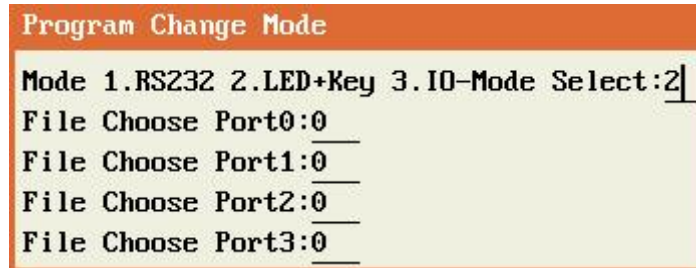 Program Change Mode
Mode 1.RS232 2.LED+Key 3.IO-Mode Select:2
File Choose Port0:0
File Choose Port1:0
File Choose Port2:0
File Choose Port3:0